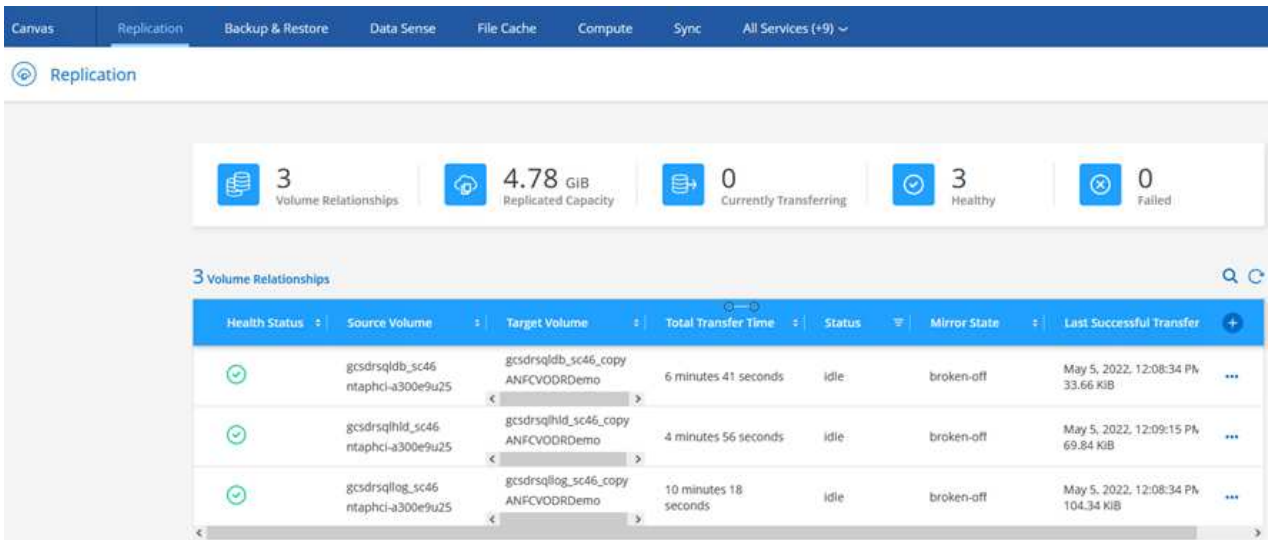 Canvas Replication Backup & Restore Data Sense File Cache Compute Sync All Services (+9)
Replication
3 4.78 GiB 0 3 0
Volume Relationships Replicated Capacity Currently Transferring Healthy Failed
3 Volume Relationships
Health Status Source Volume Target Volume Total Transfer Time Status Mirror State Last Successful Transfer
gcsdrsqldb_sc46 gcsdrsqldb_sc46_copy May 5, 2022, 12:08:34 PM
ntaphci-a300e9u25 ANFCVODRDemo 6 minutes 41 seconds idle broken-off 33.66 KiB
gcsdrsqlhld_sc46 gcsdrsqlhld_sc46_copy May 5, 2022, 12:09:15 PM
ntaphci-a300e9u25 ANFCVODRDemo 4 minutes 56 seconds idle broken-off 69.84 KiB
gcsdrsqllog_sc46 gcsdrsqllog_sc46_copy 10 minutes 18 May 5, 2022, 12:08:34 PM
ntaphci-a300e9u25 ANFCVODRDemo seconds idle broken-off 104.34 KiB